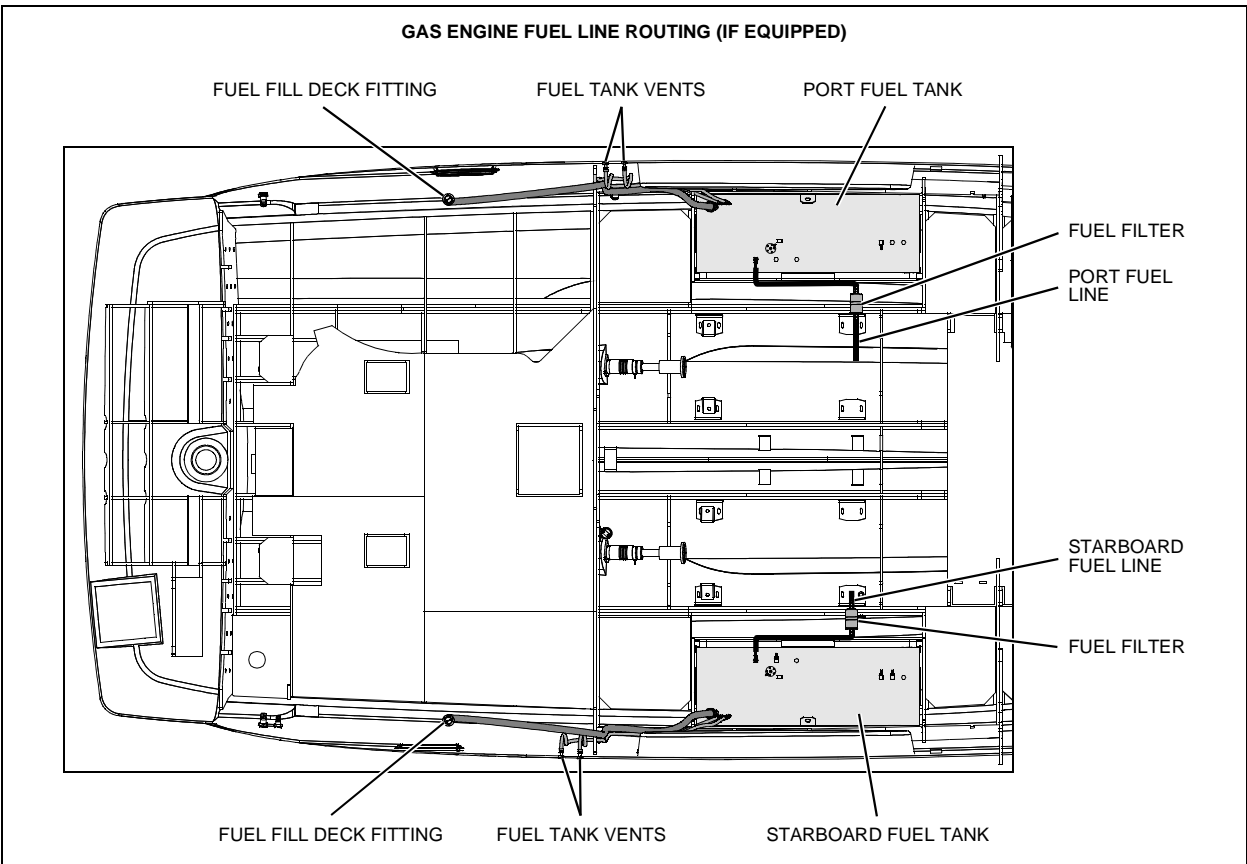 GAS ENGINE FUEL LINE ROUTING (IF EQUIPPED)
FUEL FILL DECK FITTING
FUEL TANK VENTS
PORT FUEL TANK
FUEL FILTER
PORT FUEL
LINE
STARBOARD
FUEL LINE
FUEL FILTER
FUEL FILL DECK FITTING
FUEL TANK VENTS
STARBOARD FUEL TANK